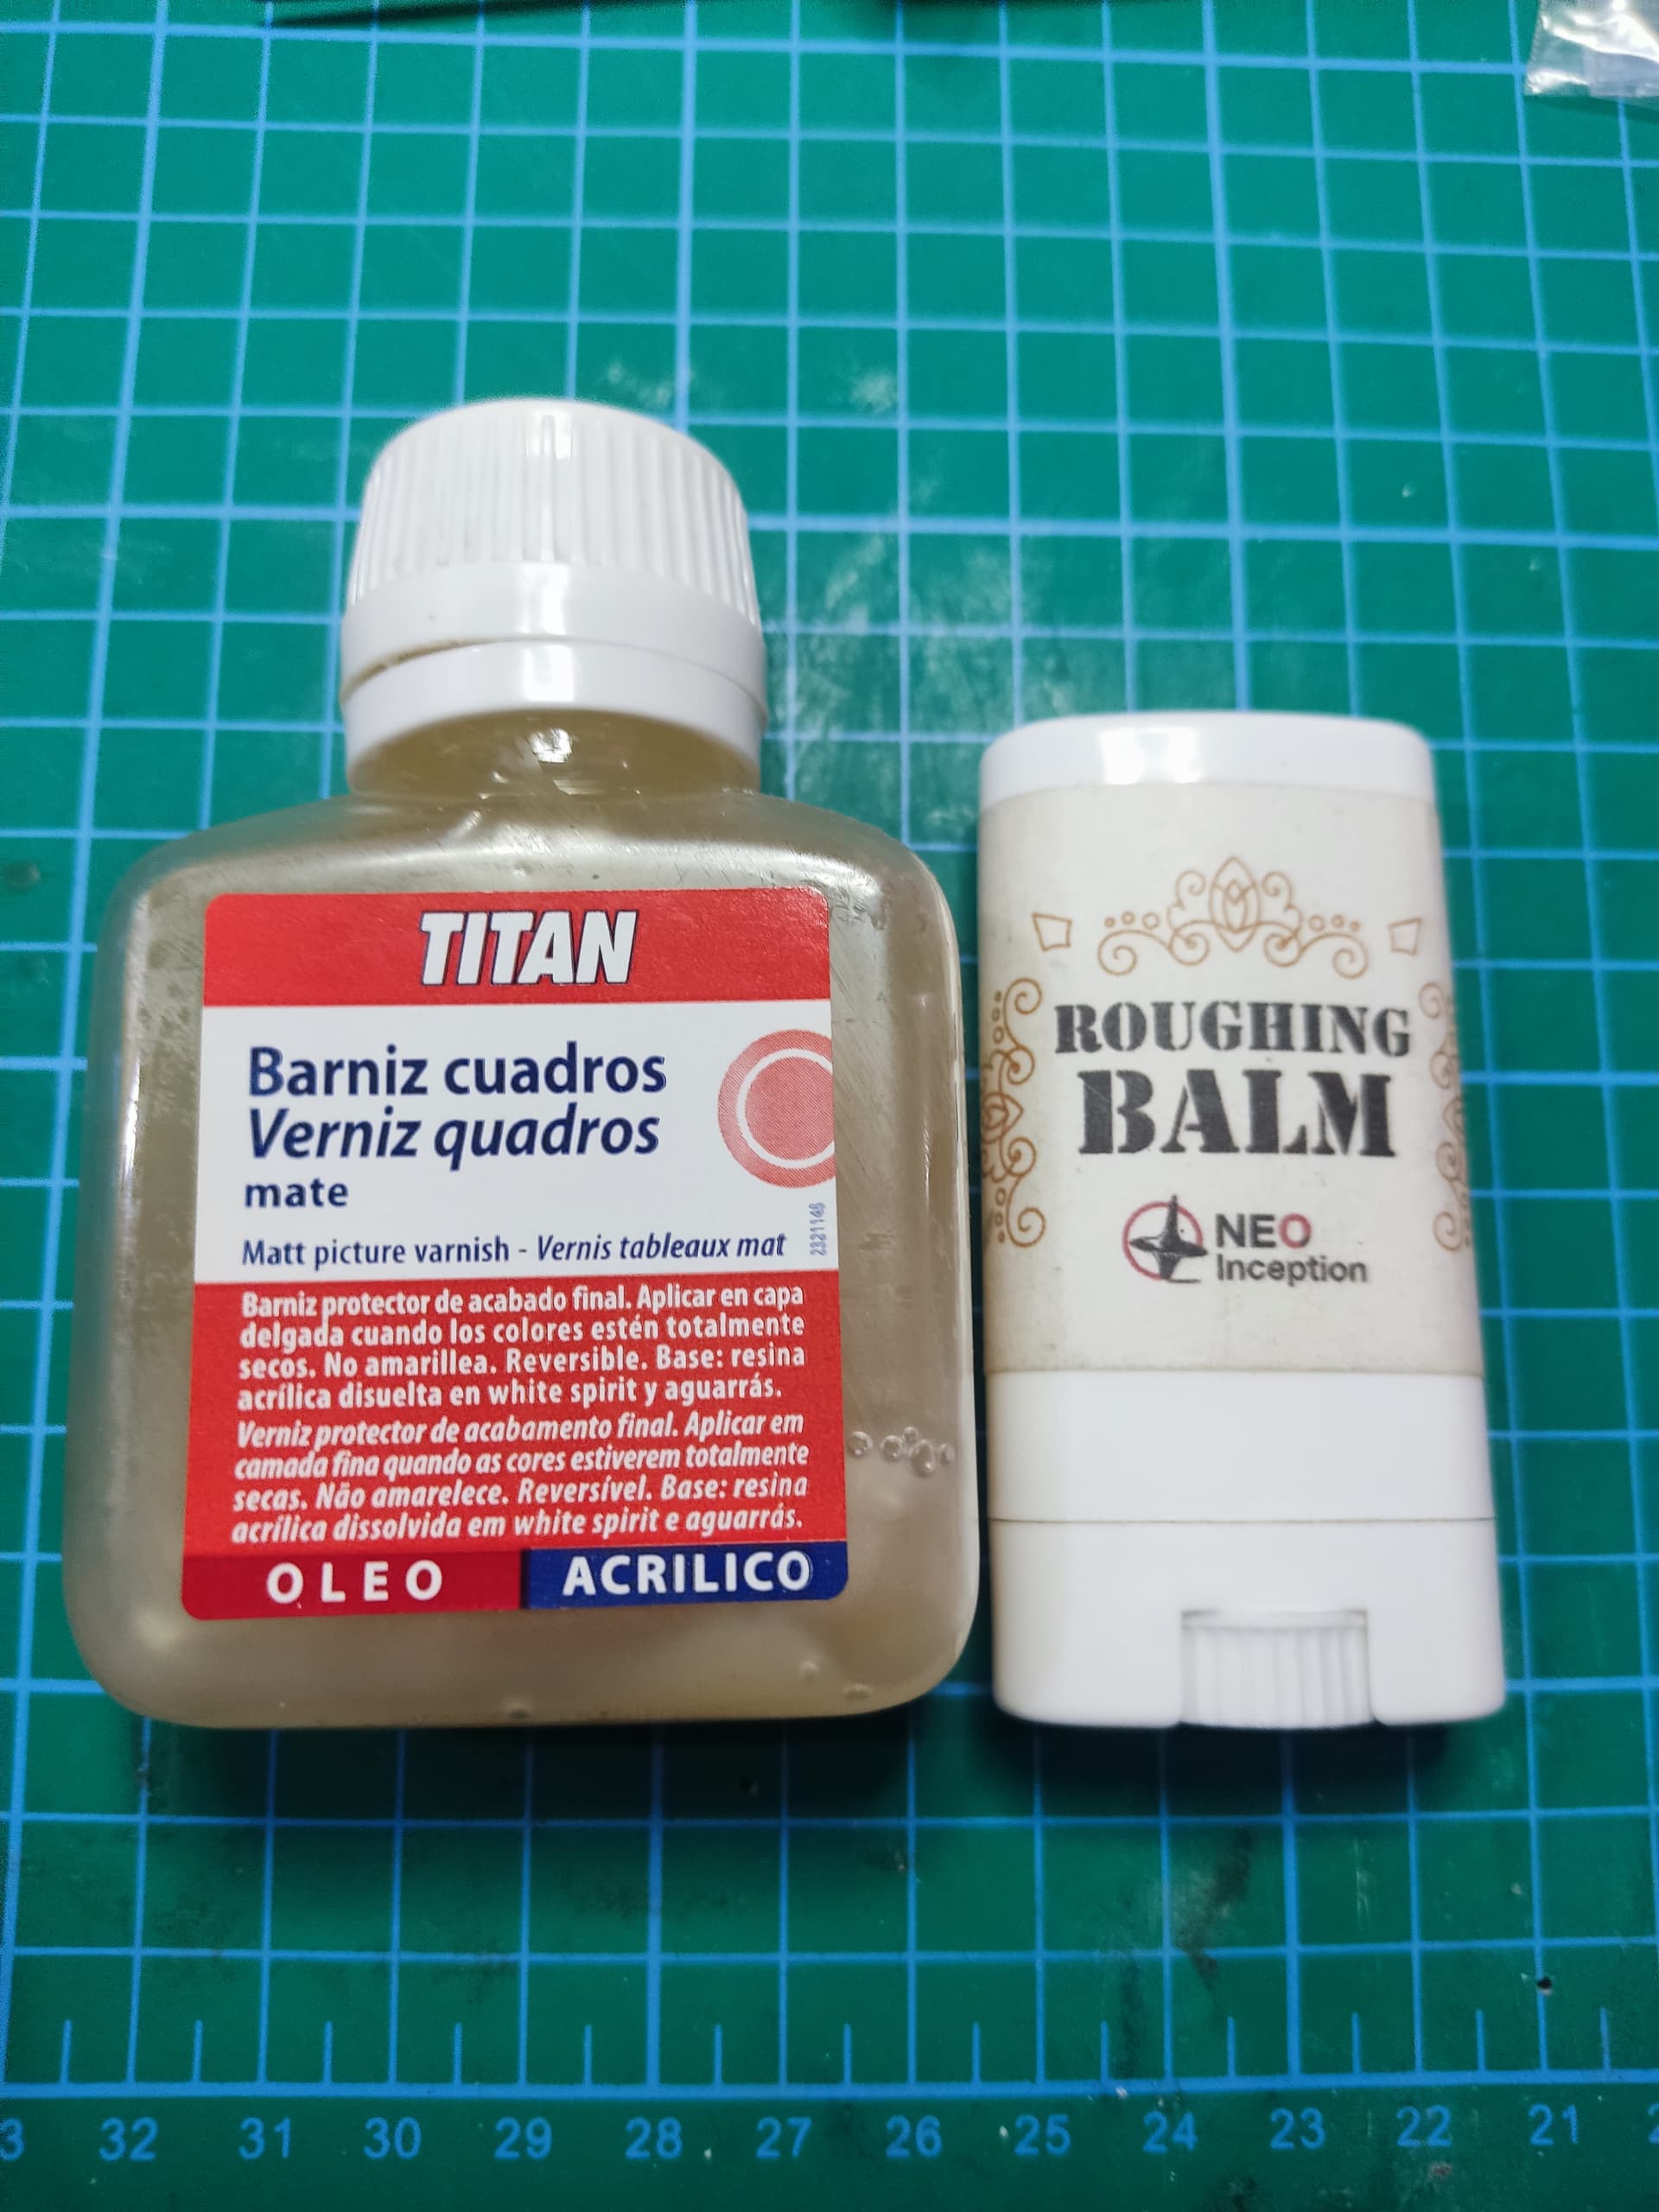 TITAN
Barniz cuadros
Verniz quadros
mate
Matt picture varnish - Vernis tableaux mat
2321146
Barniz protector de acabado final. Aplicar en capa
delgada cuando los colores estén totalmente
secos. No amarillea. Reversible. Base: resina
acrílica disuelta en white spirit y aguarrás.
Verniz protector de acabamento final. Aplicar em
camada fina quando as cores estiverem totalmente
secas. Não amarelece. Reversível. Base: resina
acrílica dissolvida em white spirit e aguarrás.
OLEO ACRILICO
ROUGHING
BALM
NEO
Inception
32 31 30 29 28 27 26 25 24 23 22 21